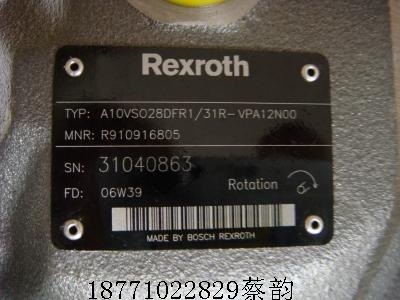 Rexroth
TYP: A10VSO28DFR1/31R-VPA12N00
MNR: R910916805
SN: 31040863
FD: 06W39 Rotation
MADE BY BOSCH REXROTH
18771022829蔡韵